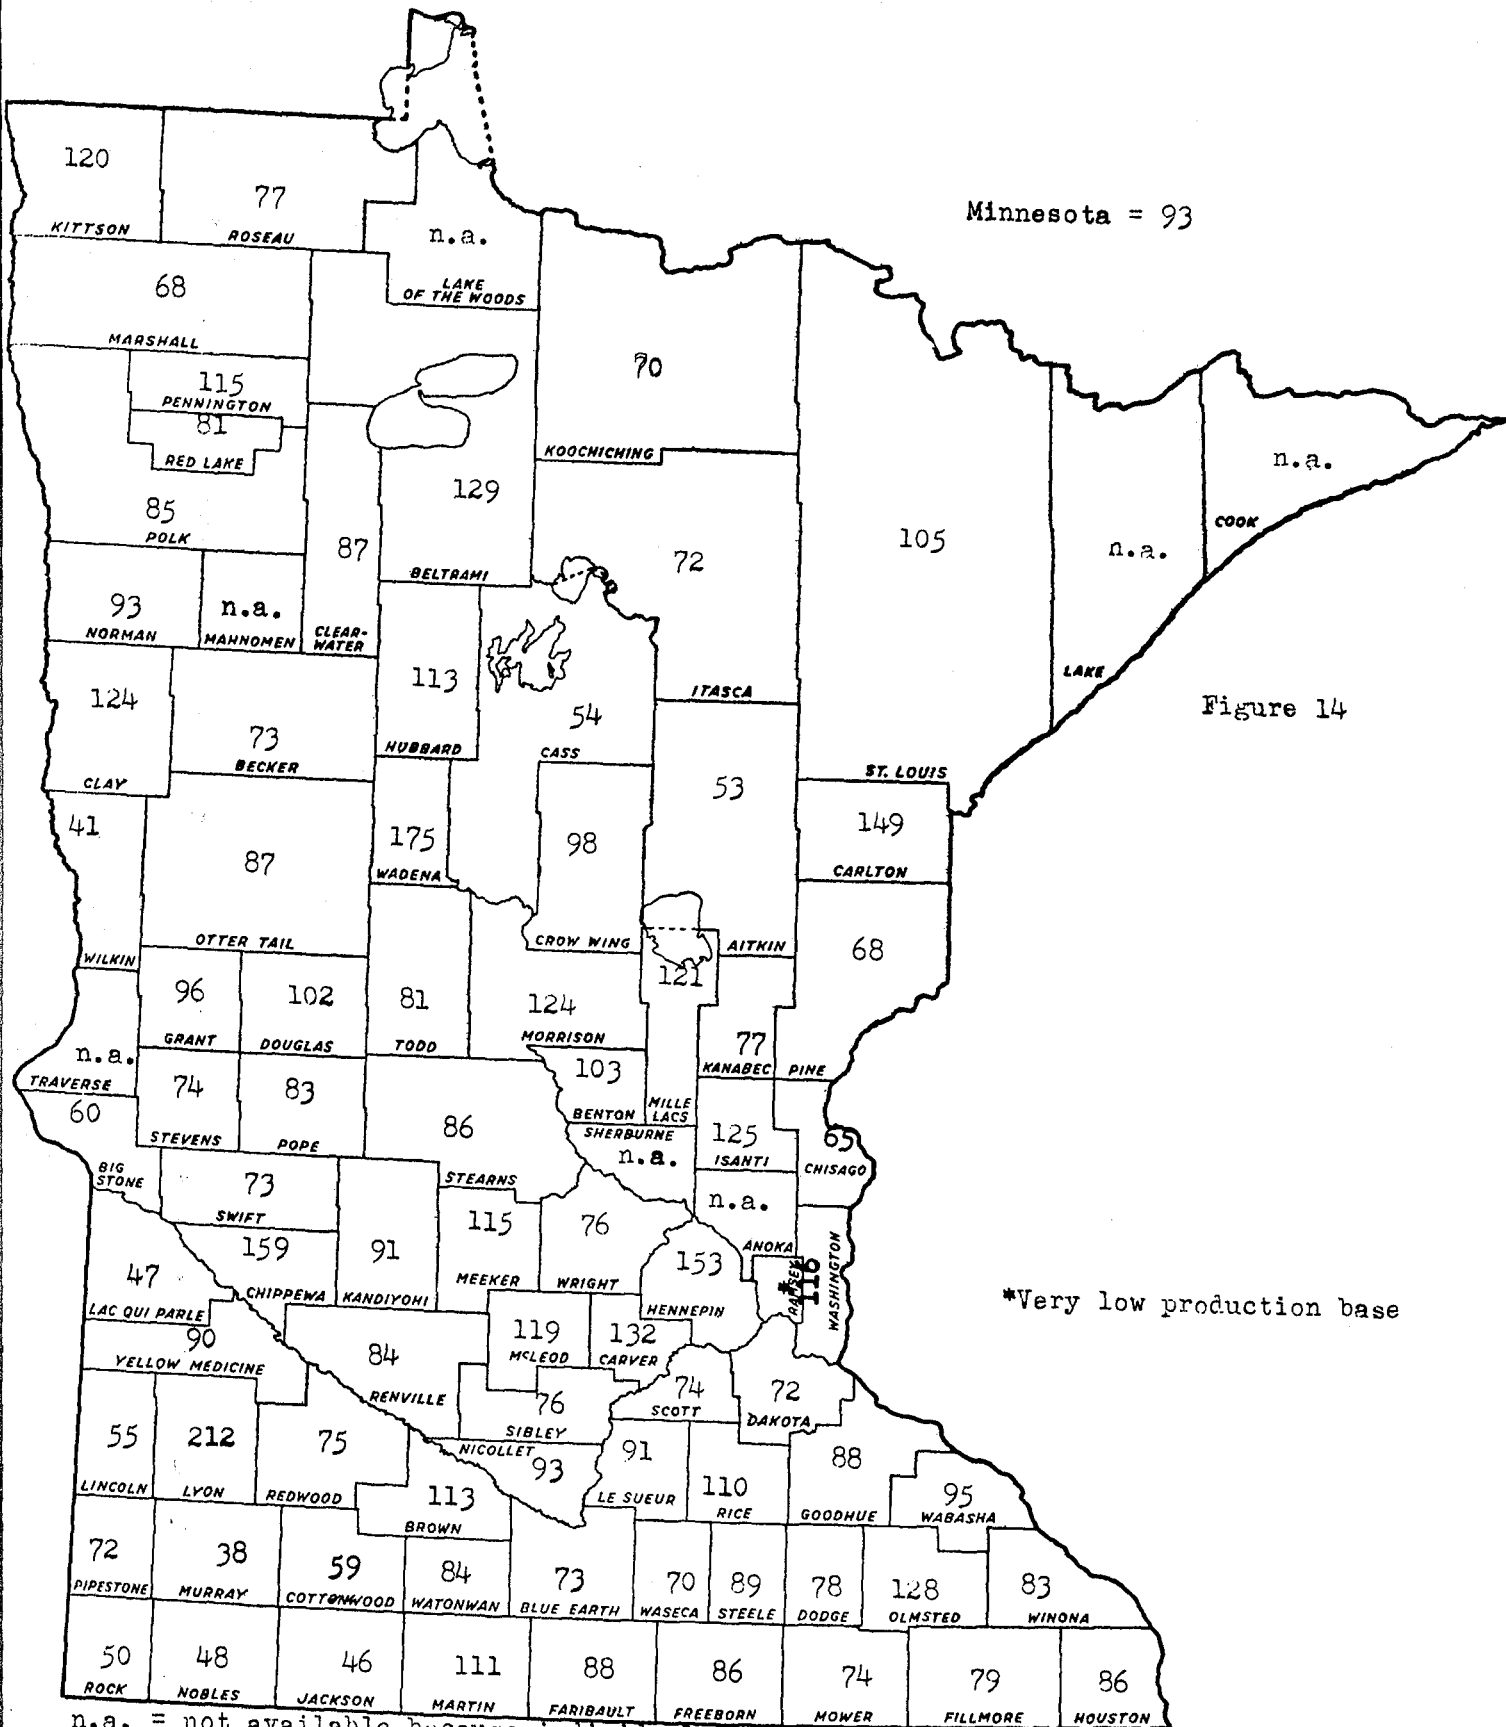 Minnesota = 93
120
KITTSON
77
ROSEAU
n.a.
LAKE
OF THE WOODS
68
MARSHALL
115
PENNINGTON
81
RED LAKE
85
POLK
70
KOOCHICHING
129
BELTRAMI
87
CLEAR-
WATER
93
NORMAN
n.a.
MAHNOMEN
72
ITASCA
105
ST. LOUIS
n.a.
LAKE
n.a.
COOK
Figure 14
124
CLAY
73
BECKER
113
HUBBARD
54
CASS
53
AITKIN
149
CARLTON
41
WILKIN
87
OTTER TAIL
175
WADENA
98
CROW WING
68
PINE
96
GRANT
102
DOUGLAS
81
TODD
124
MORRISON
121
MILLE
LACS
77
KANABEC
n.a.
TRAVERSE
74
STEVENS
83
POPE
86
STEARNS
103
BENTON
SHERBURNE
n.a.
125
ISANTI
65
CHISAGO
60
BIG
STONE
73
SWIFT
159
CHIPPEWA
91
KANDIYOHI
115
MEEKER
76
WRIGHT
153
HENNEPIN
n.a.
ANOKA
*
RAMSEY
116
WASHINGTON
*Very low production base
47
LAC QUI PARLE
90
YELLOW MEDICINE
84
RENVILLE
119
McLEOD
132
CARVER
76
SIBLEY
74
SCOTT
72
DAKOTA
55
LINCOLN
212
LYON
75
REDWOOD
113
BROWN
NICOLLET
93
91
LE SUEUR
110
RICE
88
GOODHUE
95
WABASHA
72
PIPESTONE
38
MURRAY
59
COTTONWOOD
84
WATONWAN
73
BLUE EARTH
70
WASECA
89
STEELE
78
DODGE
128
OLMSTED
83
WINONA
50
ROCK
48
NOBLES
46
JACKSON
111
MARTIN
88
FARIBAULT
86
FREEBORN
74
MOWER
79
FILLMORE
86
HOUSTON
n.a. = not available because